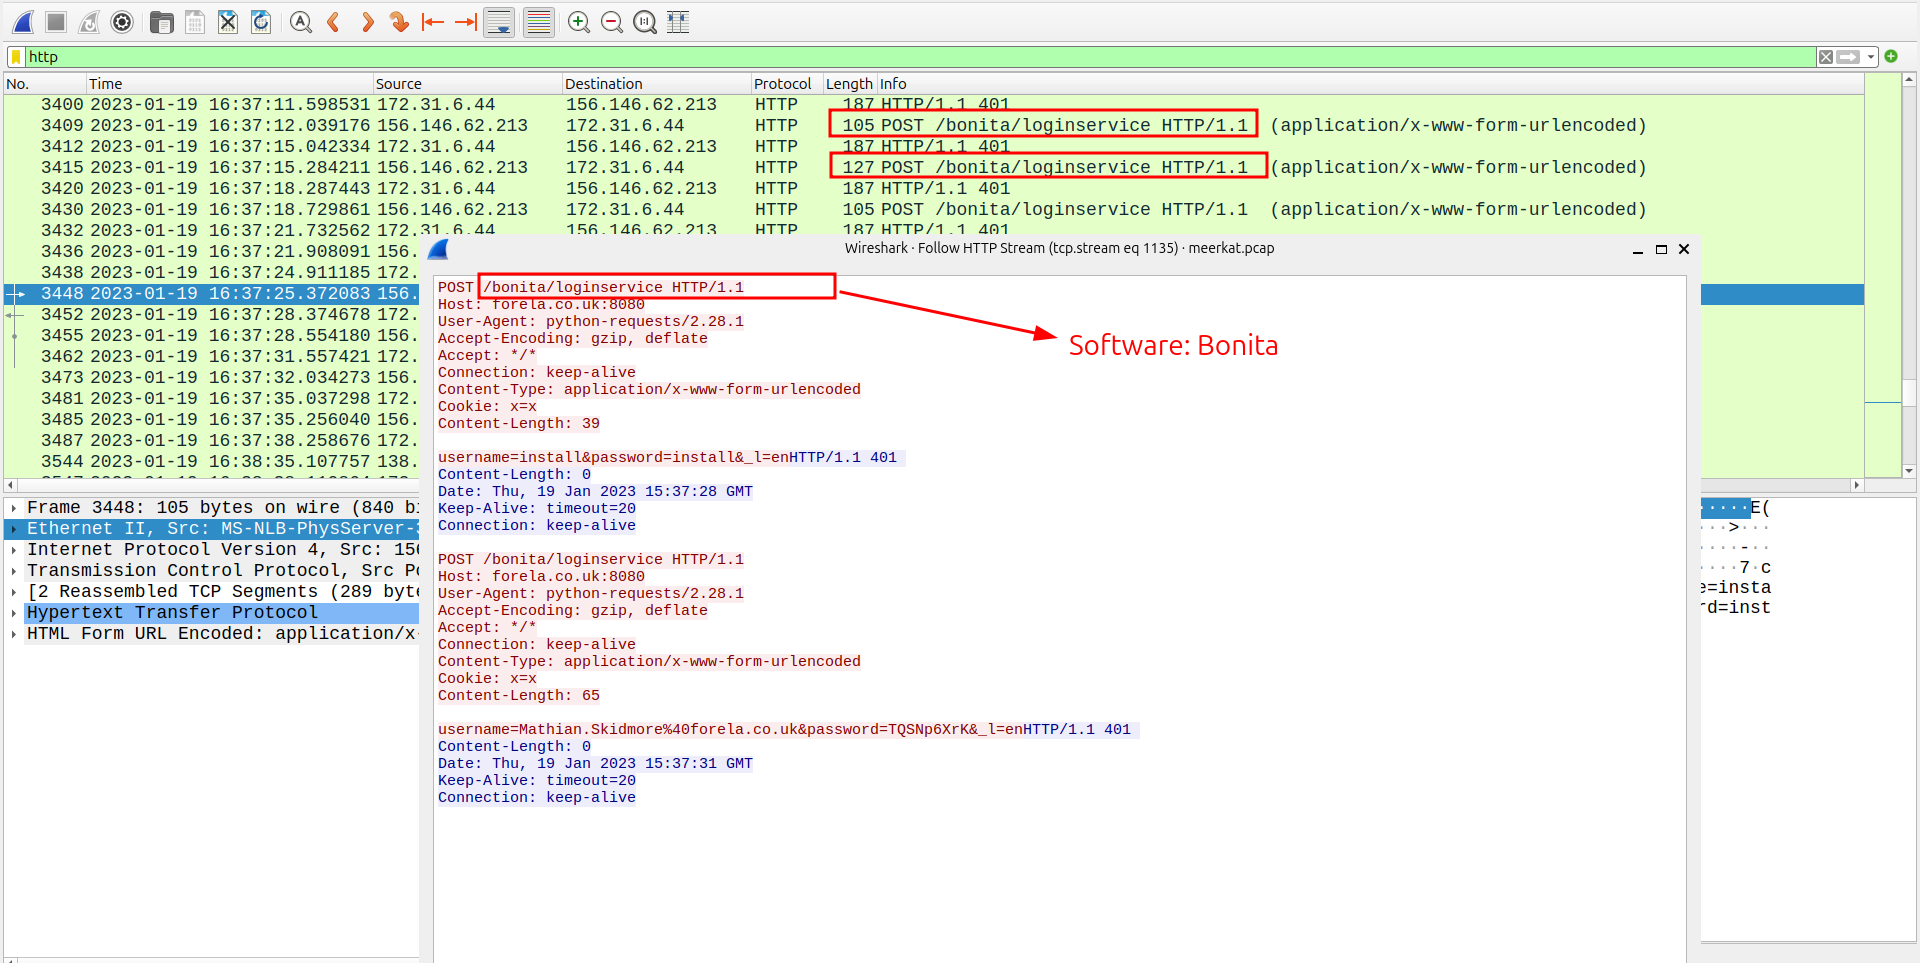 http
No. Time Source Destination Protocol Length Info
3400 2023-01-19 16:37:11.598531 172.31.6.44 156.146.62.213 HTTP 187 HTTP/1.1 401
3409 2023-01-19 16:37:12.039176 156.146.62.213 172.31.6.44 HTTP 105 POST /bonita/loginservice HTTP/1.1 (application/x-www-form-urlencoded)
3412 2023-01-19 16:37:15.042334 172.31.6.44 156.146.62.213 HTTP 187 HTTP/1.1 401
3415 2023-01-19 16:37:15.284211 156.146.62.213 172.31.6.44 HTTP 127 POST /bonita/loginservice HTTP/1.1 (application/x-www-form-urlencoded)
3420 2023-01-19 16:37:18.287443 172.31.6.44 156.146.62.213 HTTP 187 HTTP/1.1 401
3430 2023-01-19 16:37:18.729861 156.146.62.213 172.31.6.44 HTTP 105 POST /bonita/loginservice HTTP/1.1 (application/x-www-form-urlencoded)
3432 2023-01-19 16:37:21.732562 172.31.6.44 156.146.62.213 HTTP 187 HTTP/1.1 401
3436 2023-01-19 16:37:21.908091 156.
3438 2023-01-19 16:37:24.911185 172.
3448 2023-01-19 16:37:25.372083 156.
3452 2023-01-19 16:37:28.374678 172.
3455 2023-01-19 16:37:28.554180 156.
3462 2023-01-19 16:37:31.557421 172.
3473 2023-01-19 16:37:32.034273 156.
3481 2023-01-19 16:37:35.037298 172.
3485 2023-01-19 16:37:35.256040 156.
3487 2023-01-19 16:37:38.258676 172.
3544 2023-01-19 16:38:35.107757 138.
Frame 3448: 105 bytes on wire (840 bi
Ethernet II, Src: MS-NLB-PhysServer-3
Internet Protocol Version 4, Src: 156
Transmission Control Protocol, Src Po
[2 Reassembled TCP Segments (289 byte
Hypertext Transfer Protocol
HTML Form URL Encoded: application/x-
Wireshark · Follow HTTP Stream (tcp.stream eq 1135) · meerkat.pcap
POST /bonita/loginservice HTTP/1.1
Host: forela.co.uk:8080
User-Agent: python-requests/2.28.1
Accept-Encoding: gzip, deflate
Accept: */*
Connection: keep-alive
Content-Type: application/x-www-form-urlencoded
Cookie: x=x
Content-Length: 39
username=install&password=install&_l=enHTTP/1.1 401
Content-Length: 0
Date: Thu, 19 Jan 2023 15:37:28 GMT
Keep-Alive: timeout=20
Connection: keep-alive
POST /bonita/loginservice HTTP/1.1
Host: forela.co.uk:8080
User-Agent: python-requests/2.28.1
Accept-Encoding: gzip, deflate
Accept: */*
Connection: keep-alive
Content-Type: application/x-www-form-urlencoded
Cookie: x=x
Content-Length: 65
username=Mathian.Skidmore%40forela.co.uk&password=TQSNp6XrK&_l=enHTTP/1.1 401
Content-Length: 0
Date: Thu, 19 Jan 2023 15:37:31 GMT
Keep-Alive: timeout=20
Connection: keep-alive
Software: Bonita
·····E(
···>···
····-··
····7·c
e=insta
rd=inst